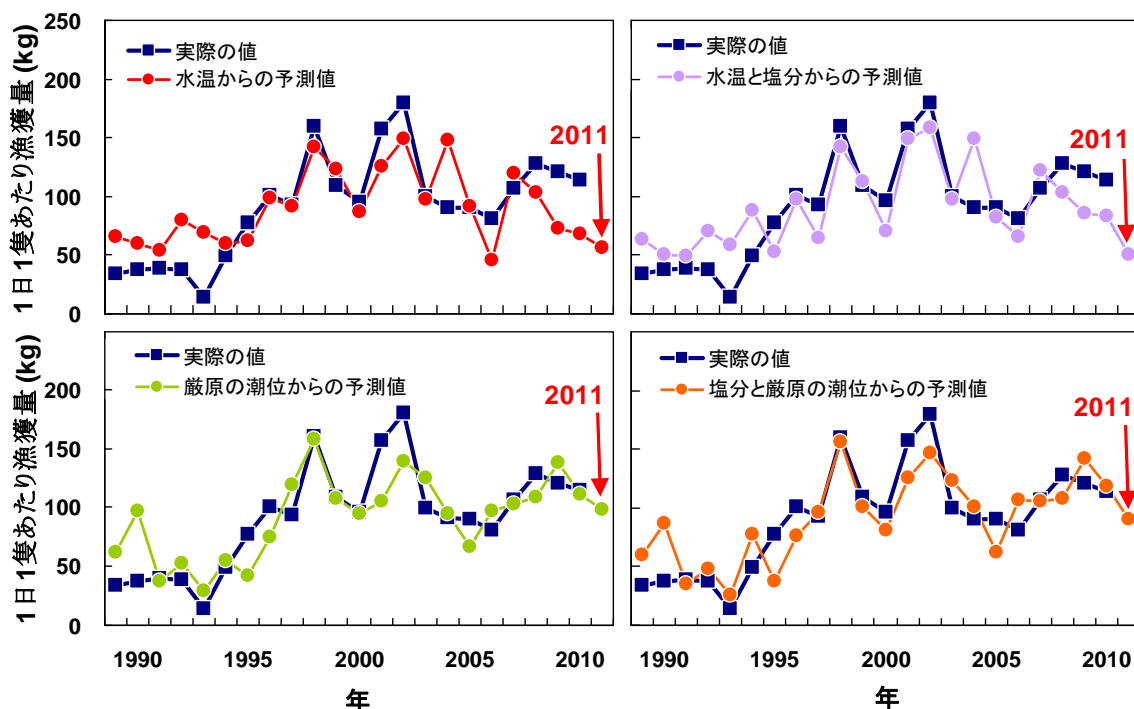 250
200
150
100
50
0
1日1隻あたり漁獲量 (kg)
実際の値
水温からの予測値
2011
実際の値
水温と塩分からの予測値
2011
200
150
100
50
0
1日1隻あたり漁獲量 (kg)
実際の値
厳原の潮位からの予測値
2011
実際の値
塩分と厳原の潮位からの予測値
2011
1990 1995 2000 2005 2010
年
1990 1995 2000 2005 2010
年